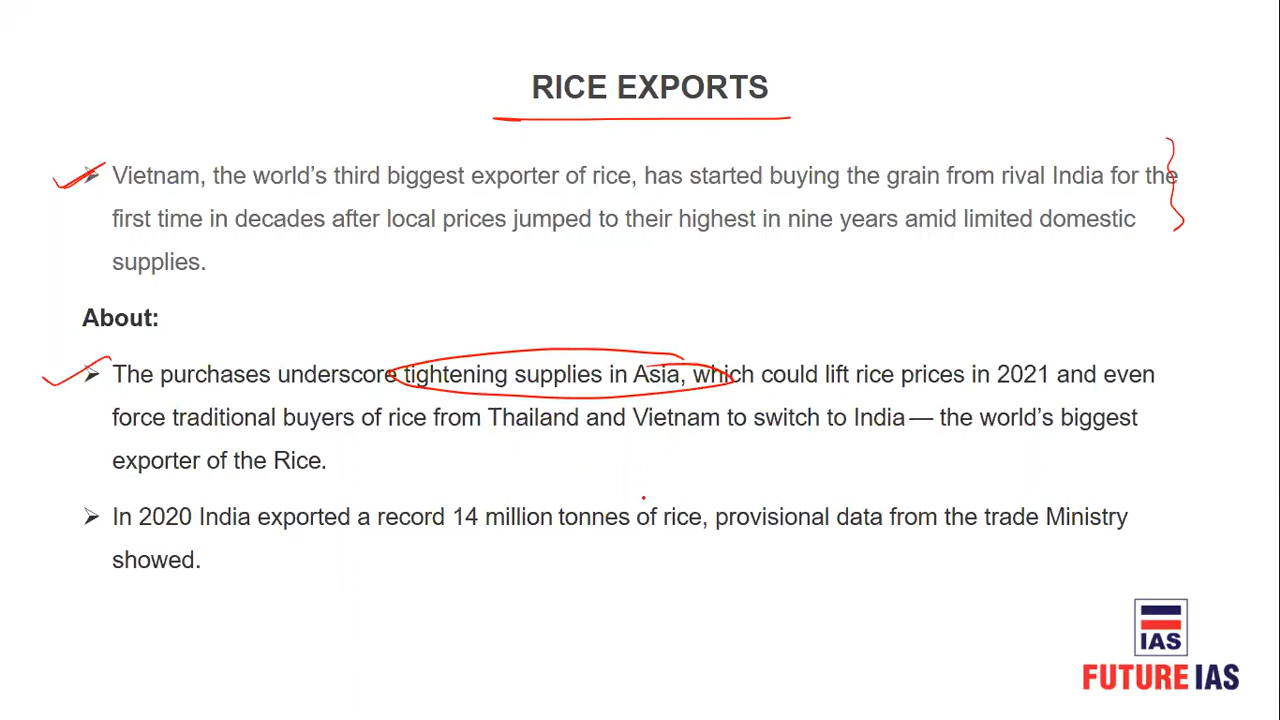 RICE EXPORTS
➢ Vietnam, the world's third biggest exporter of rice, has started buying the grain from rival India for the
first time in decades after local prices jumped to their highest in nine years amid limited domestic
supplies.
About:
➢ The purchases underscore tightening supplies in Asia, which could lift rice prices in 2021 and even
force traditional buyers of rice from Thailand and Vietnam to switch to India — the world's biggest
exporter of the Rice.
➢ In 2020 India exported a record 14 million tonnes of rice, provisional data from the trade Ministry
showed.
IAS
FUTURE IAS